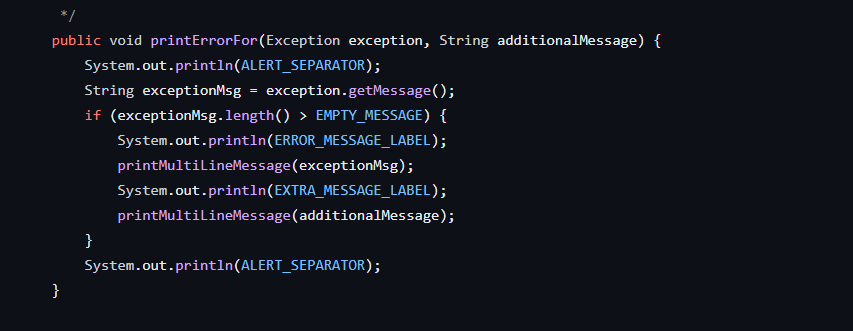 */
public void printErrorFor(Exception exception, String additionalMessage) {
System.out.println(ALERT_SEPARATOR);
String exceptionMsg = exception.getMessage();
if (exceptionMsg.length() > EMPTY_MESSAGE) {
System.out.println(ERROR_MESSAGE_LABEL);
printMultiLineMessage(exceptionMsg);
System.out.println(EXTRA_MESSAGE_LABEL);
printMultiLineMessage(additionalMessage);
}
System.out.println(ALERT_SEPARATOR);
}